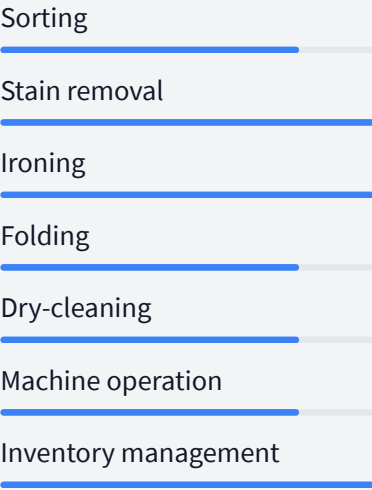 Sorting
Stain removal
Ironing
Folding
Dry-cleaning
Machine operation
Inventory management